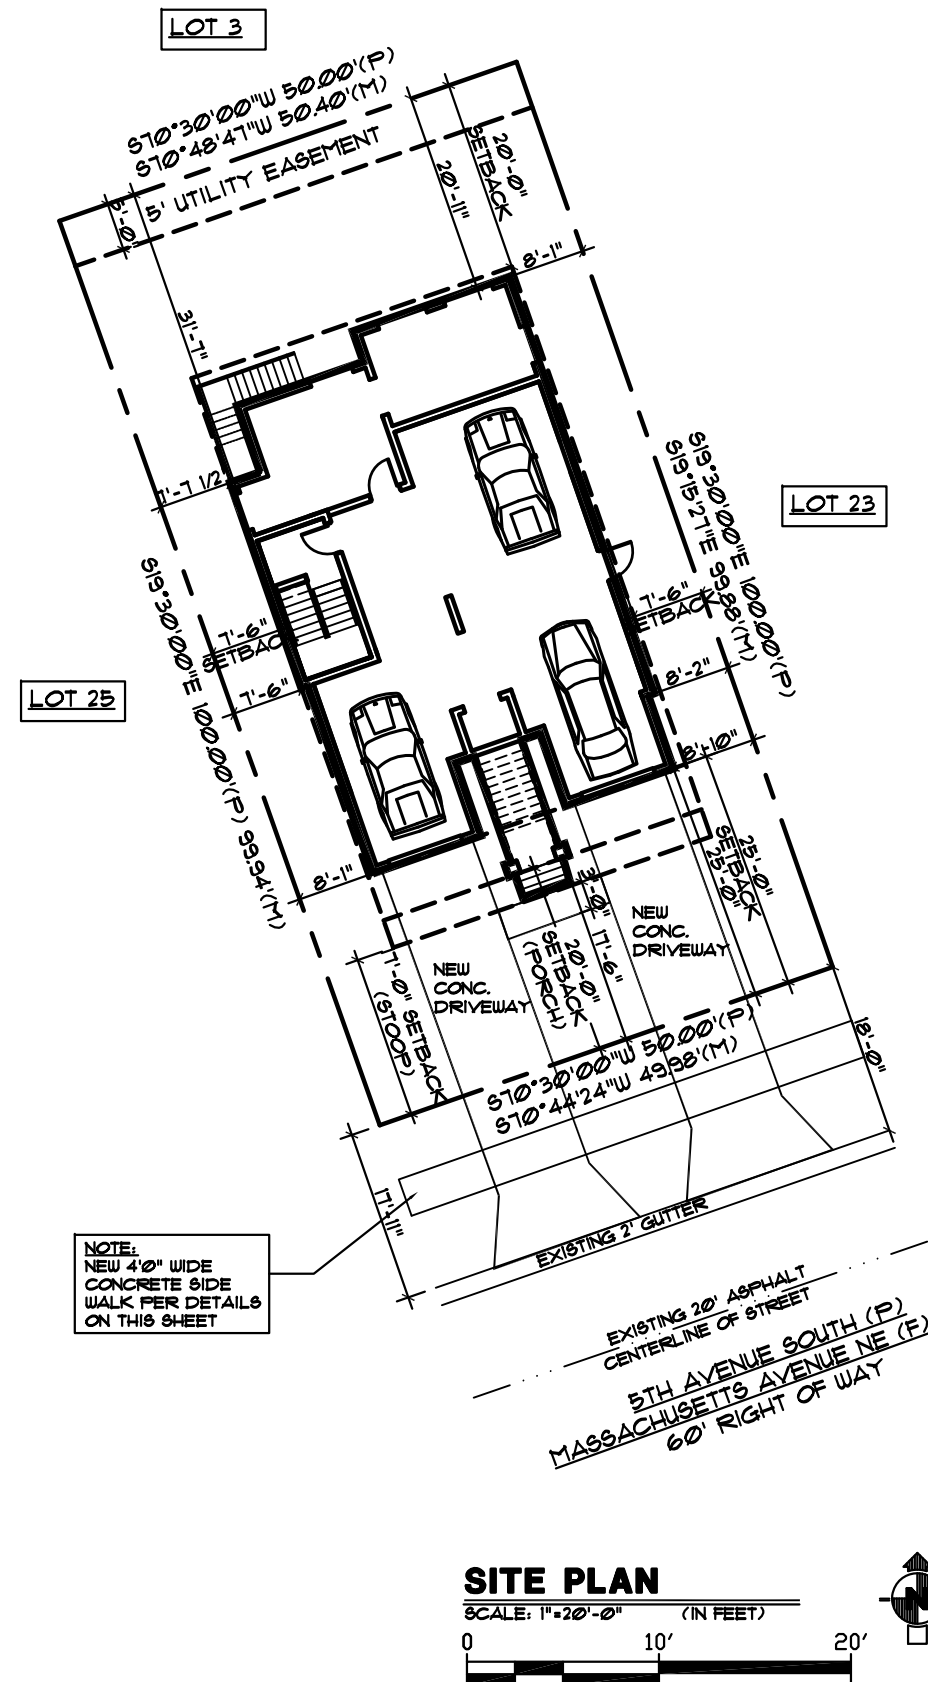 LOT 3
S70°30'00"W 50.00'(P)
S70°48'47"W 50.40'(M)
5' UTILITY EASEMENT
5'-0"
20'-11"
20'-0"
SETBACK
8'-1"
31'-7"
7'-7 1/2"
S19°30'00"E 100.00'(P)
S19°15'27"E 99.88'(M)
LOT 23
7'-6"
SETBACK
7'-6"
SETBACK
7'-6"
8'-2"
LOT 25
S19°30'00"E 100.00'(P) 99.94'(M)
8'-10"
25'-0"
SETBACK
25'-0"
8'-1"
3'-0"
NEW
CONC.
DRIVEWAY
17'-6"
20'-0"
SETBACK
(PORCH)
NEW
CONC.
DRIVEWAY
17'-0" SETBACK
(STOOP)
18'-0"
S70°30'00"W 50.00'(P)
S70°44'24"W 49.98'(M)
17'-11"
EXISTING 2' GUTTER
NOTE:
NEW 4'0" WIDE
CONCRETE SIDE
WALK PER DETAILS
ON THIS SHEET
EXISTING 20' ASPHALT
CENTERLINE OF STREET
5TH AVENUE SOUTH (P)
MASSACHUSETTS AVENUE NE (F)
60' RIGHT OF WAY
SITE PLAN
SCALE: 1"=20'-0" (IN FEET)
N
0 10' 20'